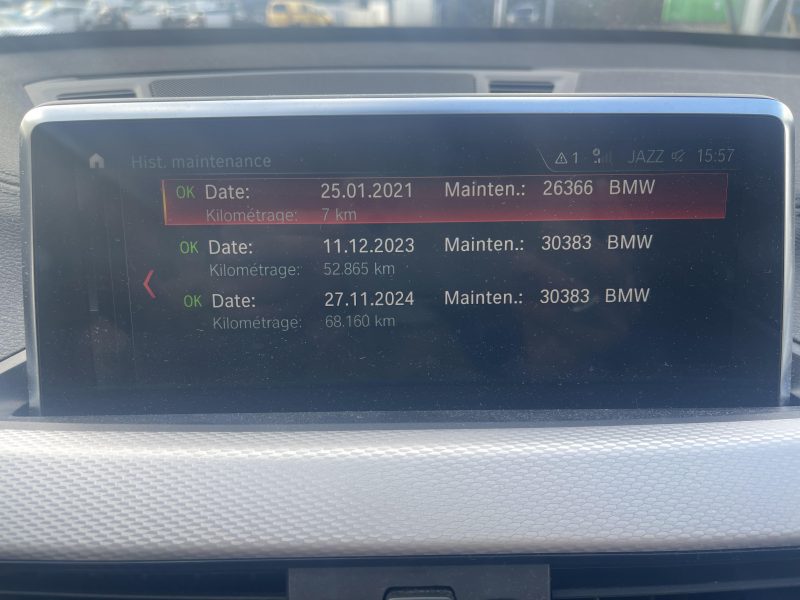 Hist. maintenance 1 JAZZ 15:57
OK Date: 25.01.2021 Mainten.: 26366 BMW
Kilométrage: 7 km
OK Date: 11.12.2023 Mainten.: 30383 BMW
Kilométrage: 52.865 km
OK Date: 27.11.2024 Mainten.: 30383 BMW
Kilométrage: 68.160 km